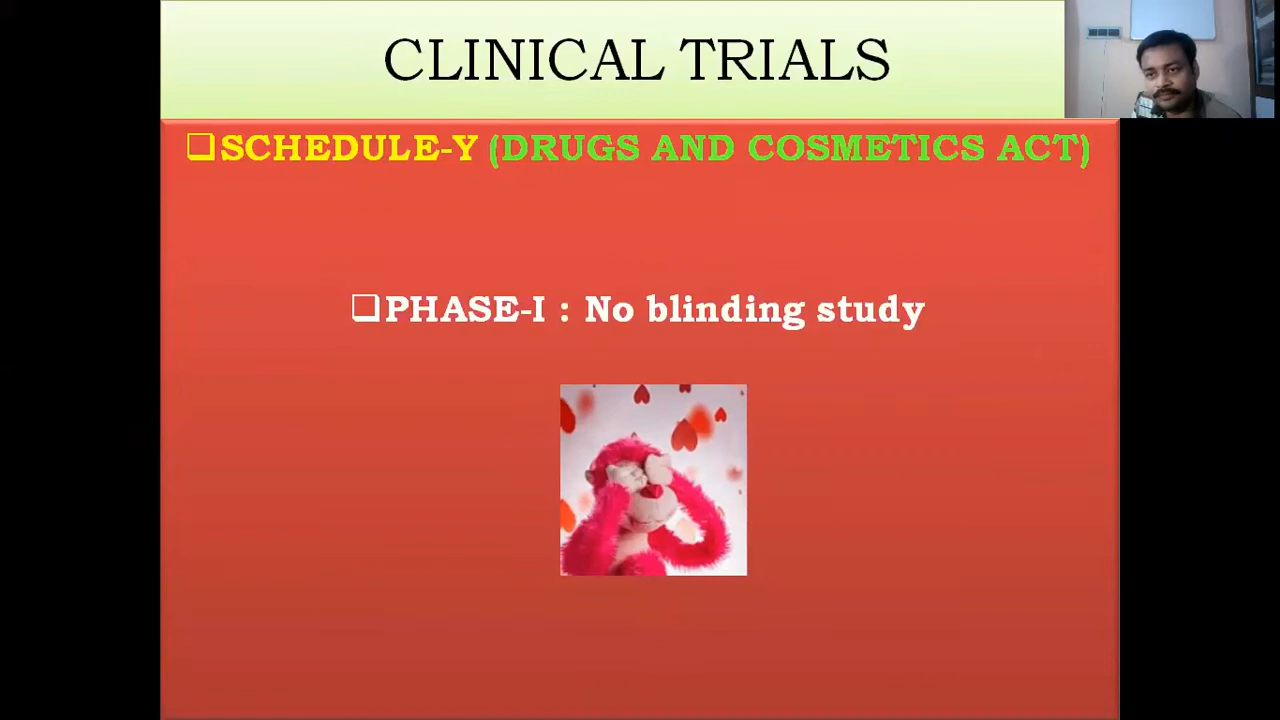 CLINICAL TRIALS
❑SCHEDULE-Y (DRUGS AND COSMETICS ACT)
❑PHASE-I : No blinding study